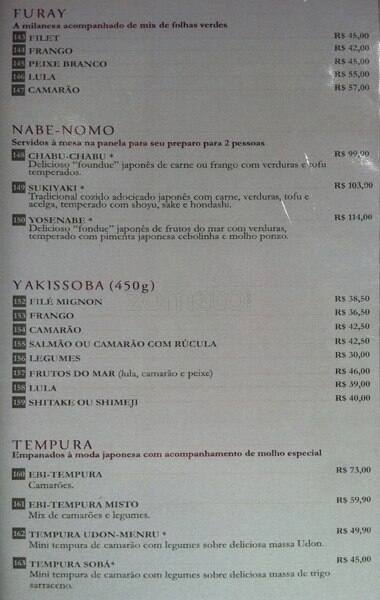 FURAY
A milanesa acompanhado de mix de folhas verdes
143 FILET R$ 45,00
144 FRANGO R$ 42,00
145 PEIXE BRANCO R$ 45,00
146 LULA R$ 55,00
147 CAMARÃO R$ 57,00
NABE-NOMO
Servidos à mesa na panela para seu preparo para 2 pessoas
148 CHABU-CHABU * R$ 99,90
Delicioso "foundue" japonês de carne ou frango com verduras e tofu
temperados.
149 SUKIYAKI * R$ 103,90
Tradicional cozido adocicado japonês com carne, verduras, tofu e
acelga, temperado com shoyu, sake e hondashi.
150 YOSENABE * R$ 114,00
Delicioso "fondue" japonês de frutos do mar com verduras,
temperado com pimenta japonesa cebolinha e molho ponzo.
YAKISSOBA (450g)
zomato
152 FILÉ MIGNON R$ 38,50
153 FRANGO R$ 36,50
154 CAMARÃO R$ 42,50
155 SALMÃO OU CAMARÃO COM RÚCULA R$ 42,50
156 LEGUMES R$ 30,00
157 FRUTOS DO MAR (lula, camarão e peixe) R$ 46,00
158 LULA R$ 39,00
159 SHITAKE OU SHIMEJI R$ 40,00
TEMPURA
Empanados à moda japonesa com acompanhamento de molho especial
160 EBI-TEMPURA R$ 73,00
Camarões.
161 EBI-TEMPURA MISTO R$ 59,90
Mix de camarões e legumes.
162 TEMPURA UDON-MENRU * R$ 49,90
Mini tempura de camarão com legumes sobre deliciosa massa Udon.
163 TEMPURA SOBÁ* R$ 45,00
Mini tempura de camarão com legumes sobre deliciosa massa de trigo
sarraceno.